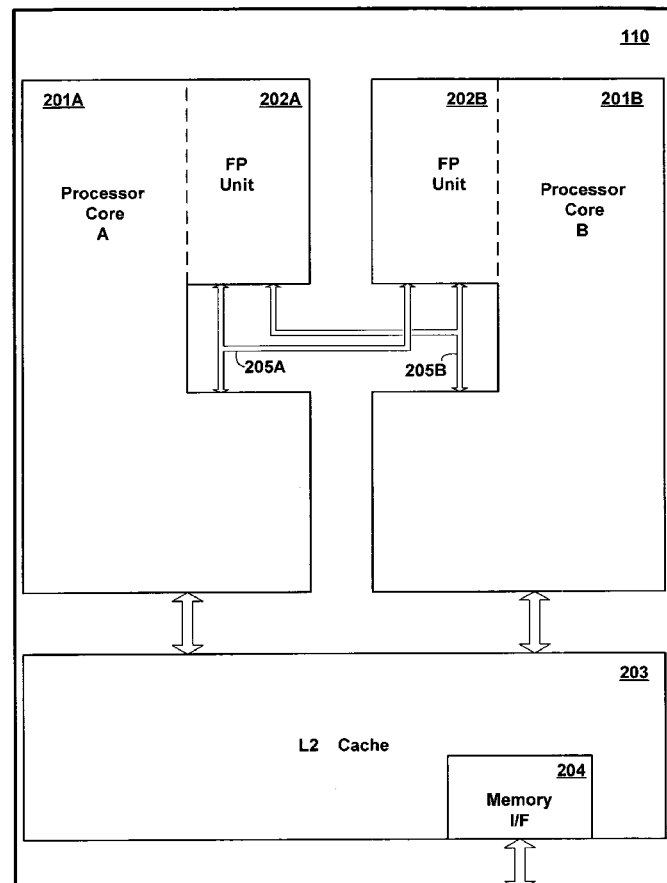 110
201A
202A
202B
201B
FP
Unit
FP
Unit
Processor
Core
A
Processor
Core
B
205A
205B
203
L2 Cache
204
Memory
I/F